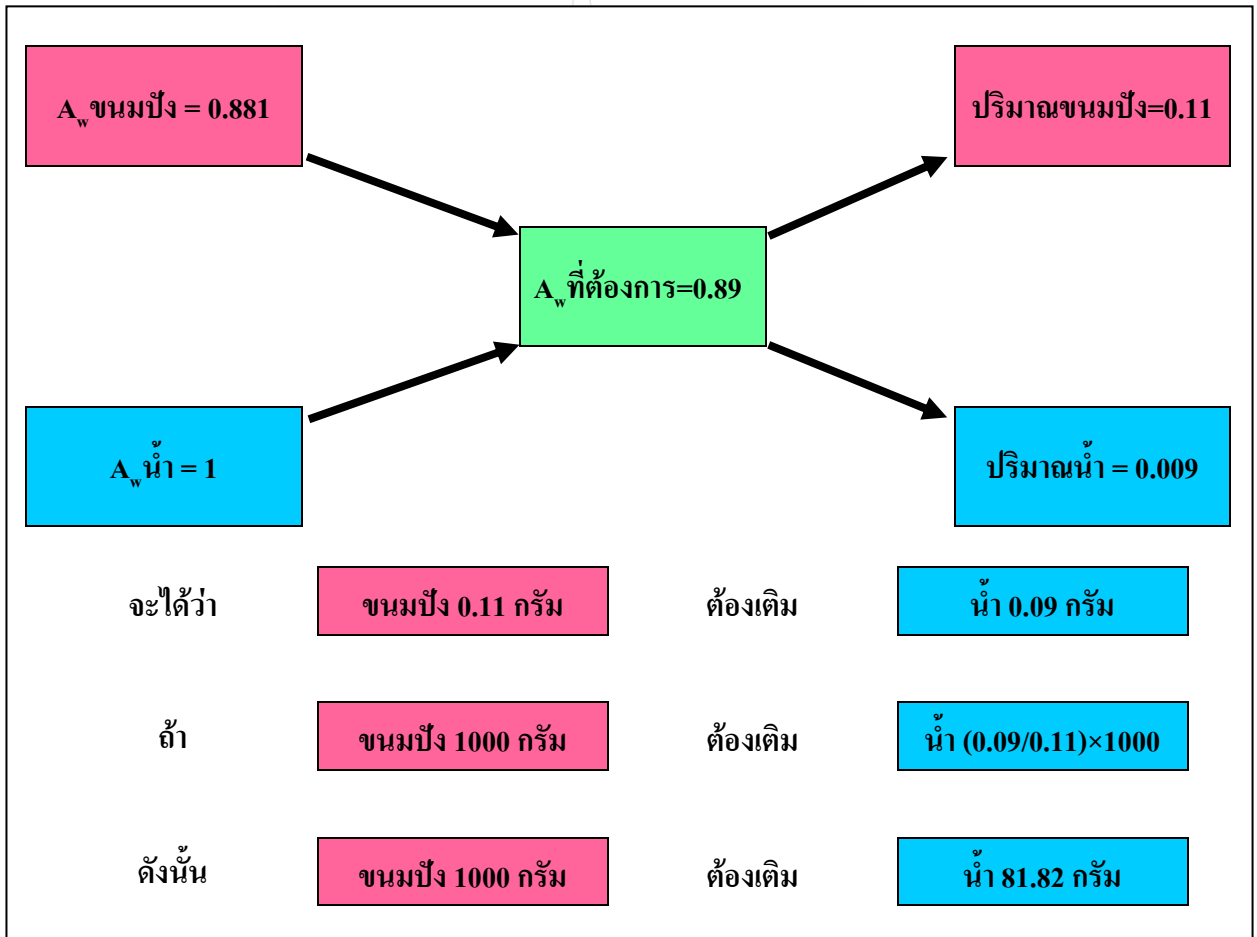 A_w ขนมปัง = 0.881
ปริมาณขนมปัง=0.11
A_w ที่ต้องการ=0.89
A_w น้ำ = 1
ปริมาณน้ำ = 0.009
จะได้ว่า ขนมปัง 0.11 กรัม ต้องเติม น้ำ 0.09 กรัม
ถ้า ขนมปัง 1000 กรัม ต้องเติม น้ำ (0.09/0.11)×1000
ดังนั้น ขนมปัง 1000 กรัม ต้องเติม น้ำ 81.82 กรัม